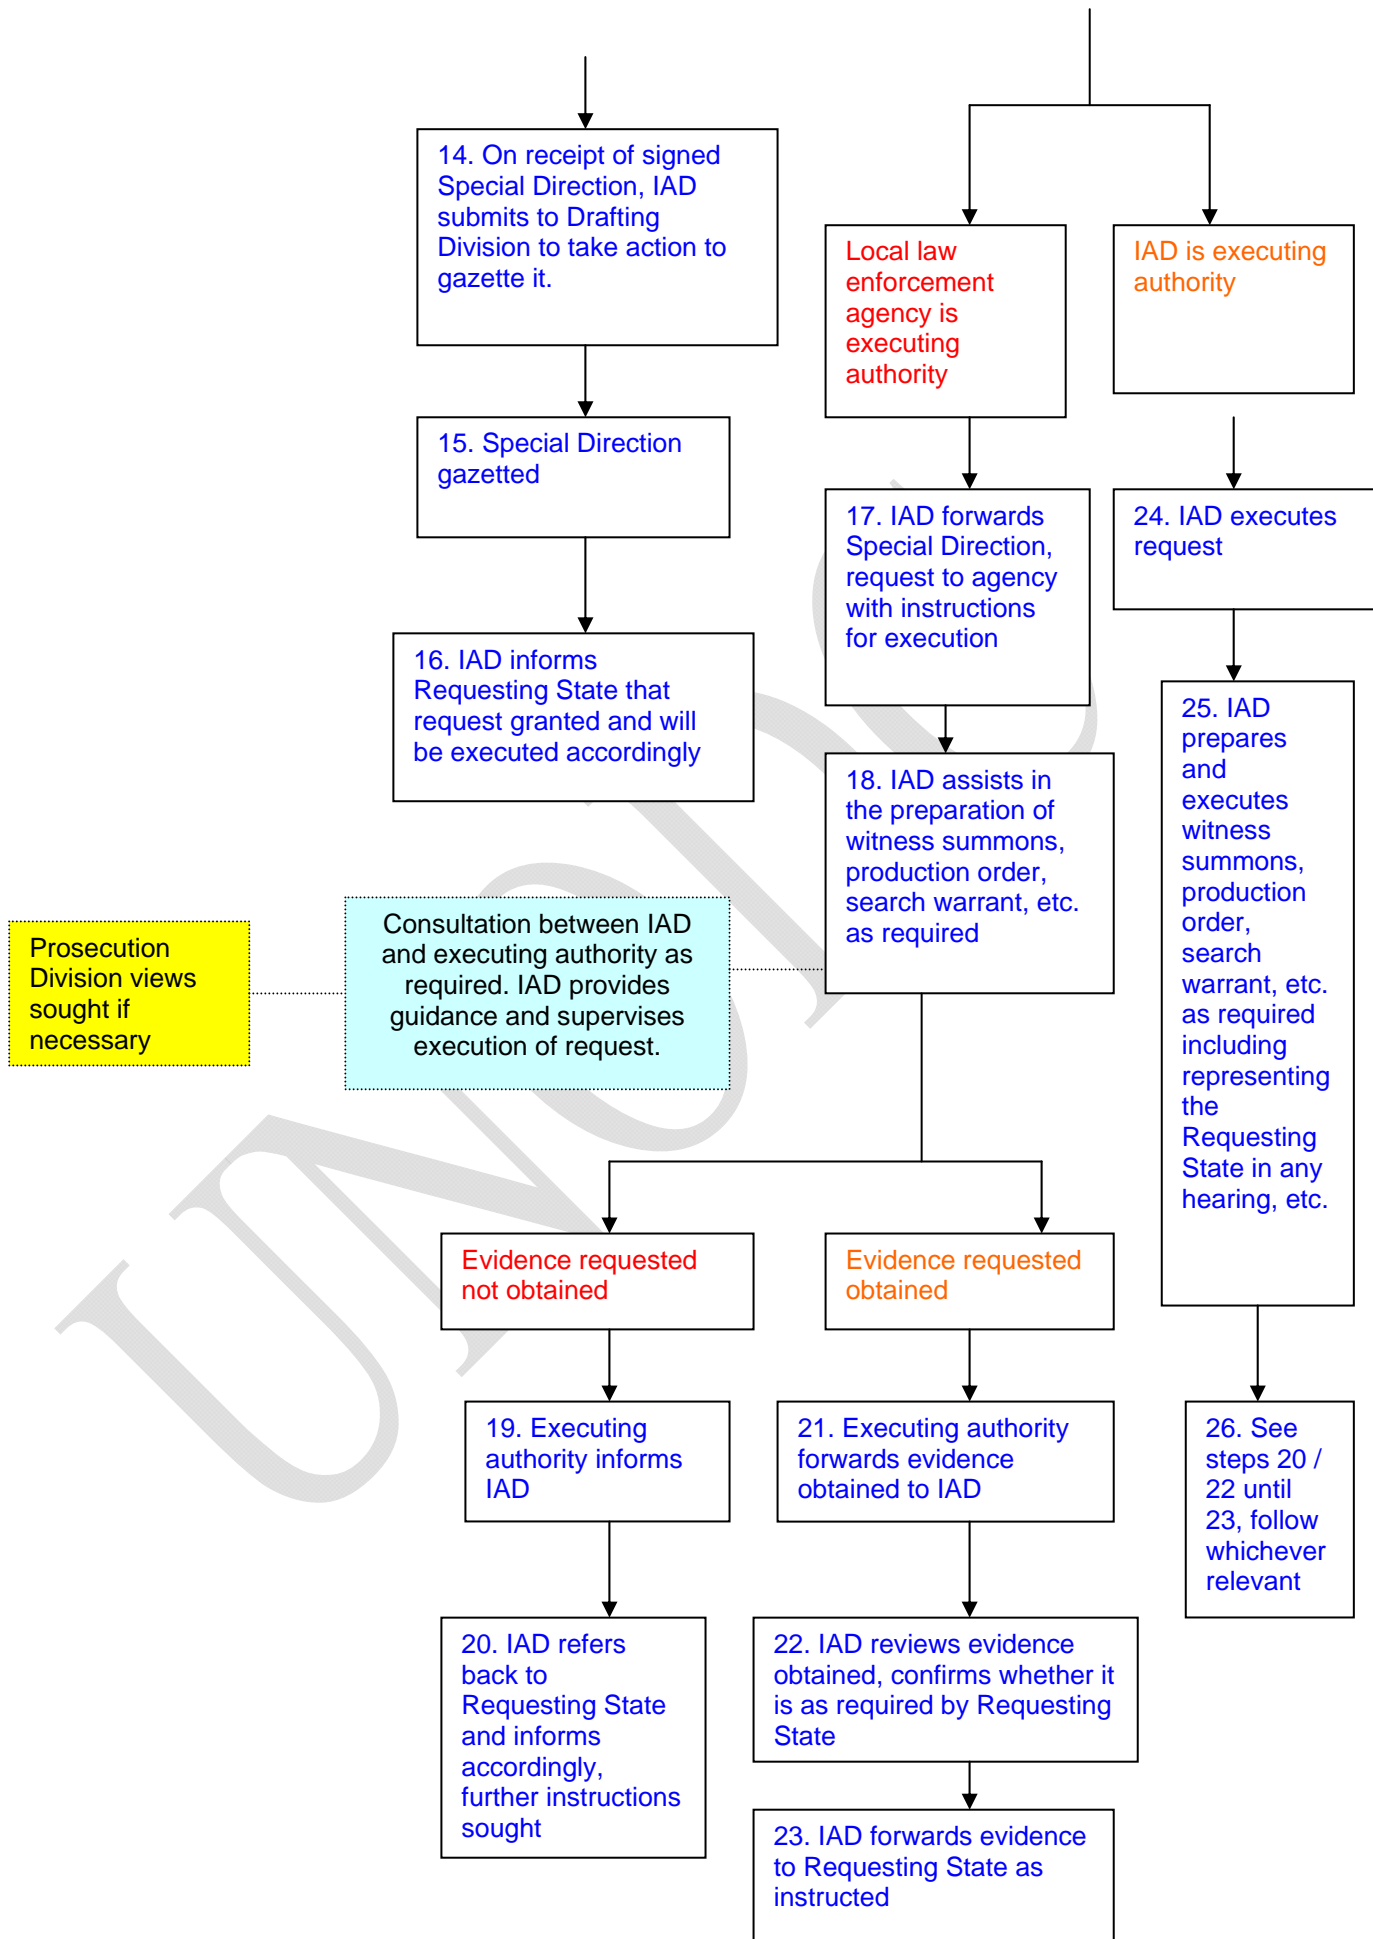 14. On receipt of signed
Special Direction, IAD
submits to Drafting
Division to take action to
gazette it.
15. Special Direction
gazetted
16. IAD informs
Requesting State that
request granted and will
be executed accordingly
Local law
enforcement
agency is
executing
authority
IAD is executing
authority
17. IAD forwards
Special Direction,
request to agency
with instructions
for execution
24. IAD executes
request
18. IAD assists in
the preparation of
witness summons,
production order,
search warrant, etc.
as required
25. IAD
prepares
and
executes
witness
summons,
production
order,
search
warrant, etc.
as required
including
representing
the
Requesting
State in any
hearing, etc.
Prosecution
Division views
sought if
necessary
Consultation between IAD
and executing authority as
required. IAD provides
guidance and supervises
execution of request.
Evidence requested
not obtained
Evidence requested
obtained
19. Executing
authority informs
IAD
21. Executing authority
forwards evidence
obtained to IAD
26. See
steps 20 /
22 until
23, follow
whichever
relevant
20. IAD refers
back to
Requesting State
and informs
accordingly,
further instructions
sought
22. IAD reviews evidence
obtained, confirms whether it
is as required by Requesting
State
23. IAD forwards evidence
to Requesting State as
instructed
UNODC